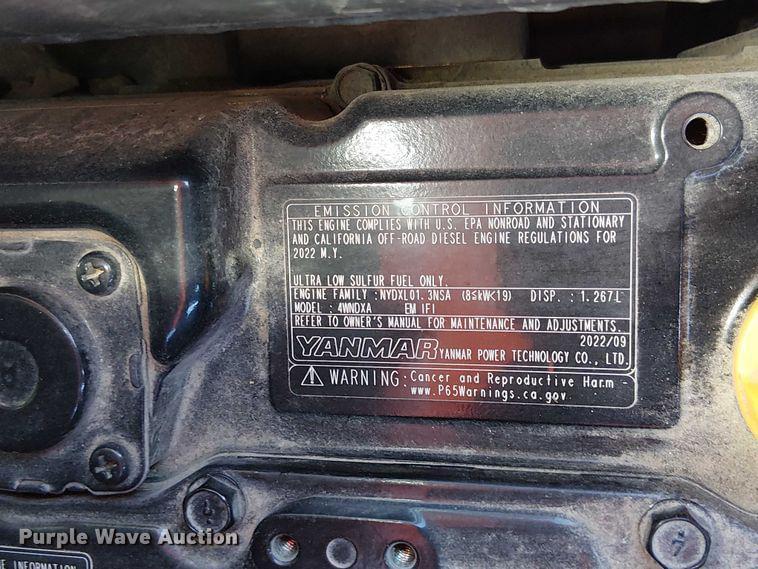 EMISSION CONTROL INFORMATION
THIS ENGINE COMPLIES WITH U.S. EPA NONROAD AND STATIONARY
AND CALIFORNIA OFF-ROAD DIESEL ENGINE REGULATIONS FOR
2022 M.Y.
ULTRA LOW SULFUR FUEL ONLY.
ENGINE FAMILY : NYDXL01.3NSA (8≤kW<19) DISP. : 1.267L
MODEL : 4WNDXA EM IFI
REFER TO OWNER'S MANUAL FOR MAINTENANCE AND ADJUSTMENTS.
2022/09
YANMAR YANMAR POWER TECHNOLOGY CO., LTD.
WARNING: Cancer and Reproductive Harm -
www.P65Warnings.ca.gov
Purple Wave Auction
INFORMATION